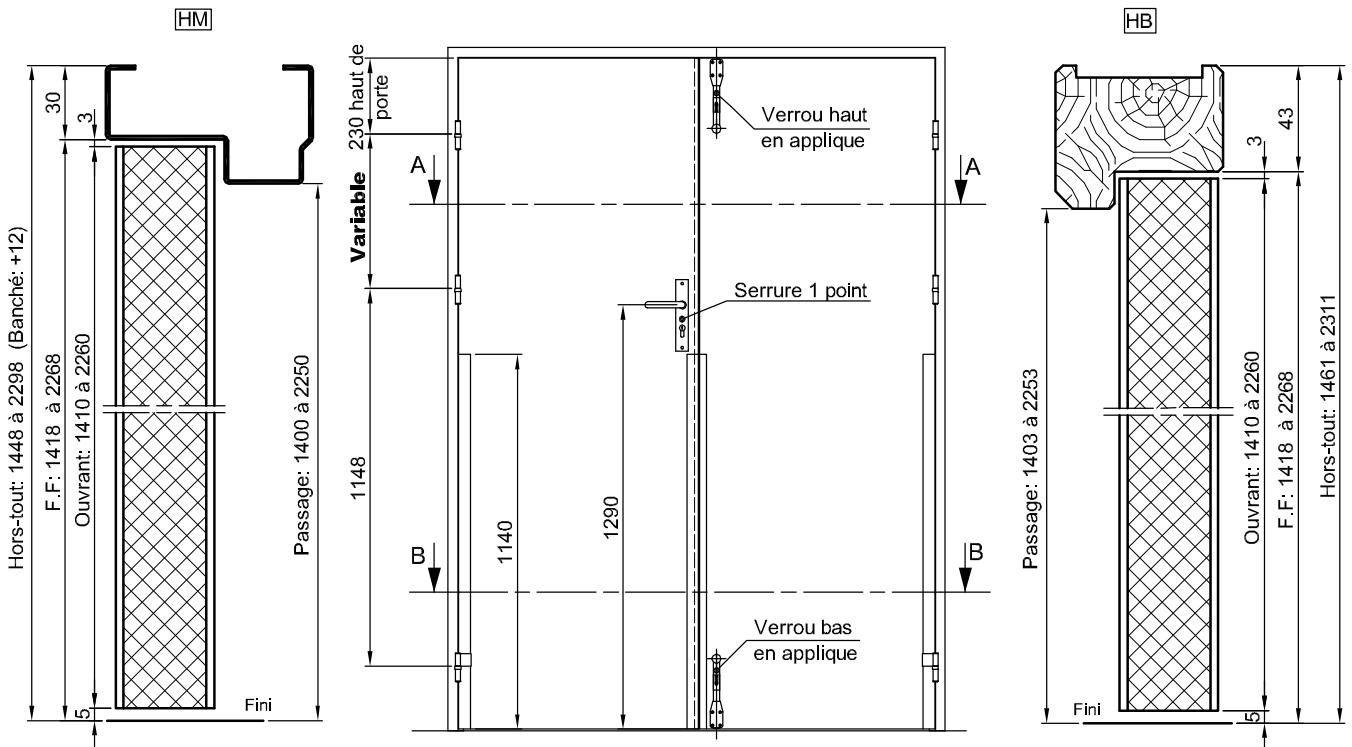 HM
30
3
Hors-tout: 1448 à 2298 (Banché: +12)
F.F: 1418 à 2268
Ouvrant: 1410 à 2260
Passage: 1400 à 2250
Fini
5
230 haut de
porte
Variable
1148
1140
1290
A
A
B
B
Verrou haut
en applique
Serrure 1 point
Verrou bas
en applique
HB
43
3
Passage: 1403 à 2253
Ouvrant: 1410 à 2260
F.F: 1418 à 2268
Hors-tout: 1461 à 2311
Fini
5